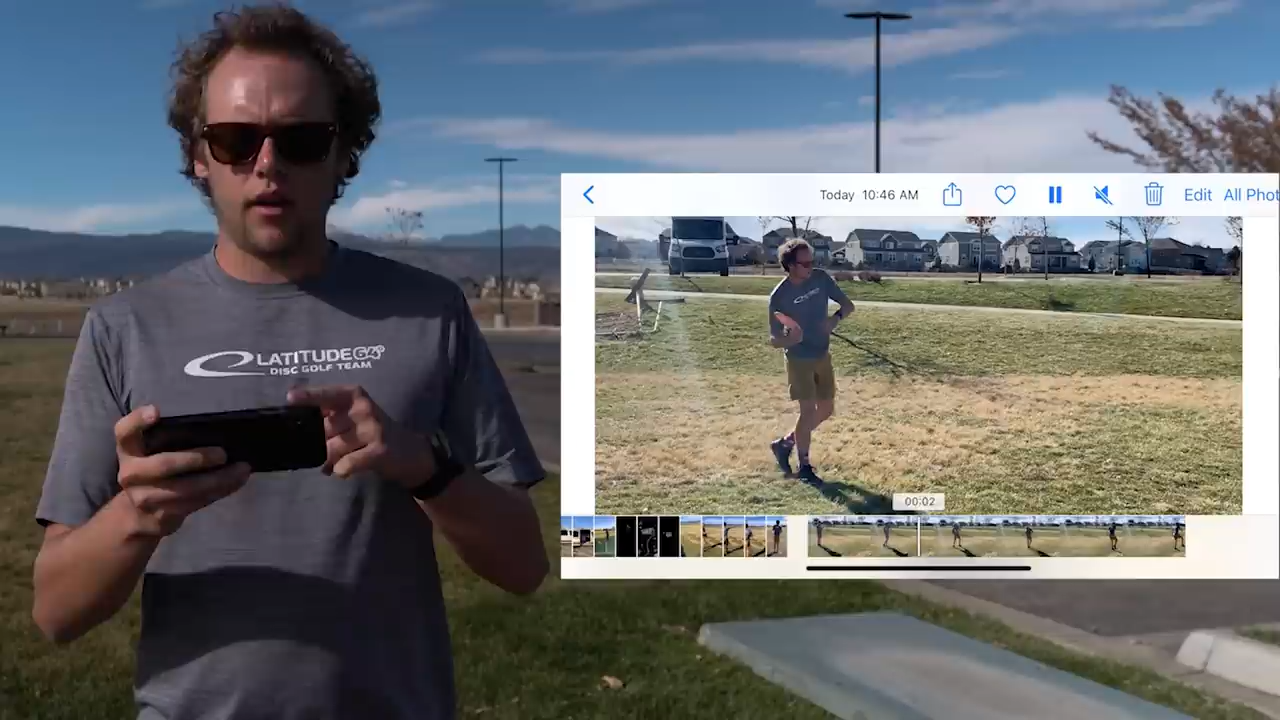 LATITUDE 64°
DISC GOLF TEAM
Today 10:46 AM
Edit
All Phot
00:02